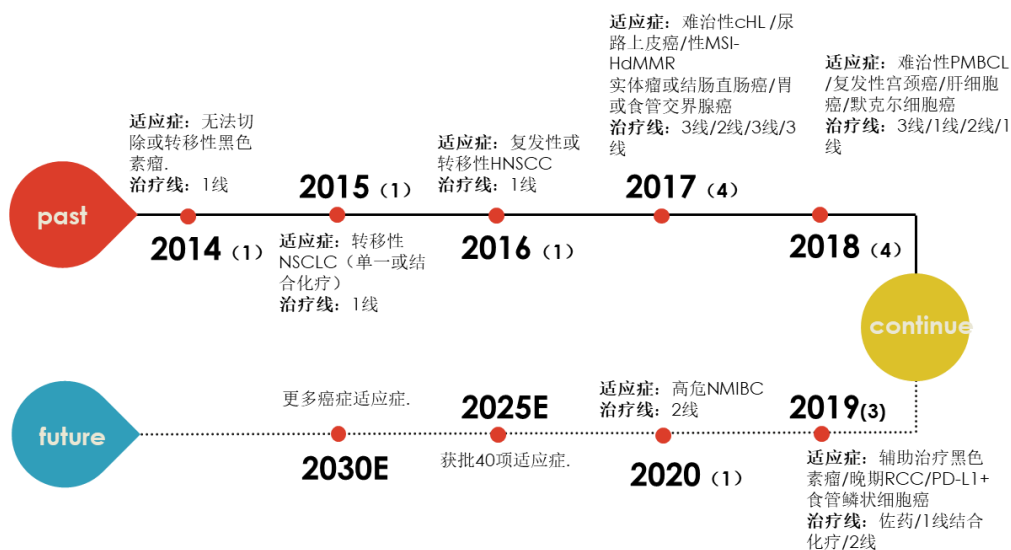 past
适应症：无法切
除或转移性黑色
素瘤.
治疗线：1线
2014（1）
2015（1）
适应症：转移性
NSCLC（单一或结
合化疗）
治疗线：1线
适应症：复发性或
转移性HNSCC
治疗线：1线
2016（1）
适应症：难治性cHL /尿
路上皮癌/性MSI-
HdMMR
实体瘤或结肠直肠癌/胃
或食管交界腺癌
治疗线：3线/2线/3线/3
线
2017（4）
适应症：难治性PMBCL
/复发性宫颈癌/肝细胞
癌/默克尔细胞癌
治疗线：3线/1线/2线/1
线
2018（4）
continue
2019(3)
适应症：辅助治疗黑色
素瘤/晚期RCC/PD-L1+
食管鳞状细胞癌
治疗线：佐药/1线结合
化疗/2线
适应症：高危NMIBC
治疗线：2线
2020（1）
2025E
获批40项适应症.
更多癌症适应症.
2030E
future